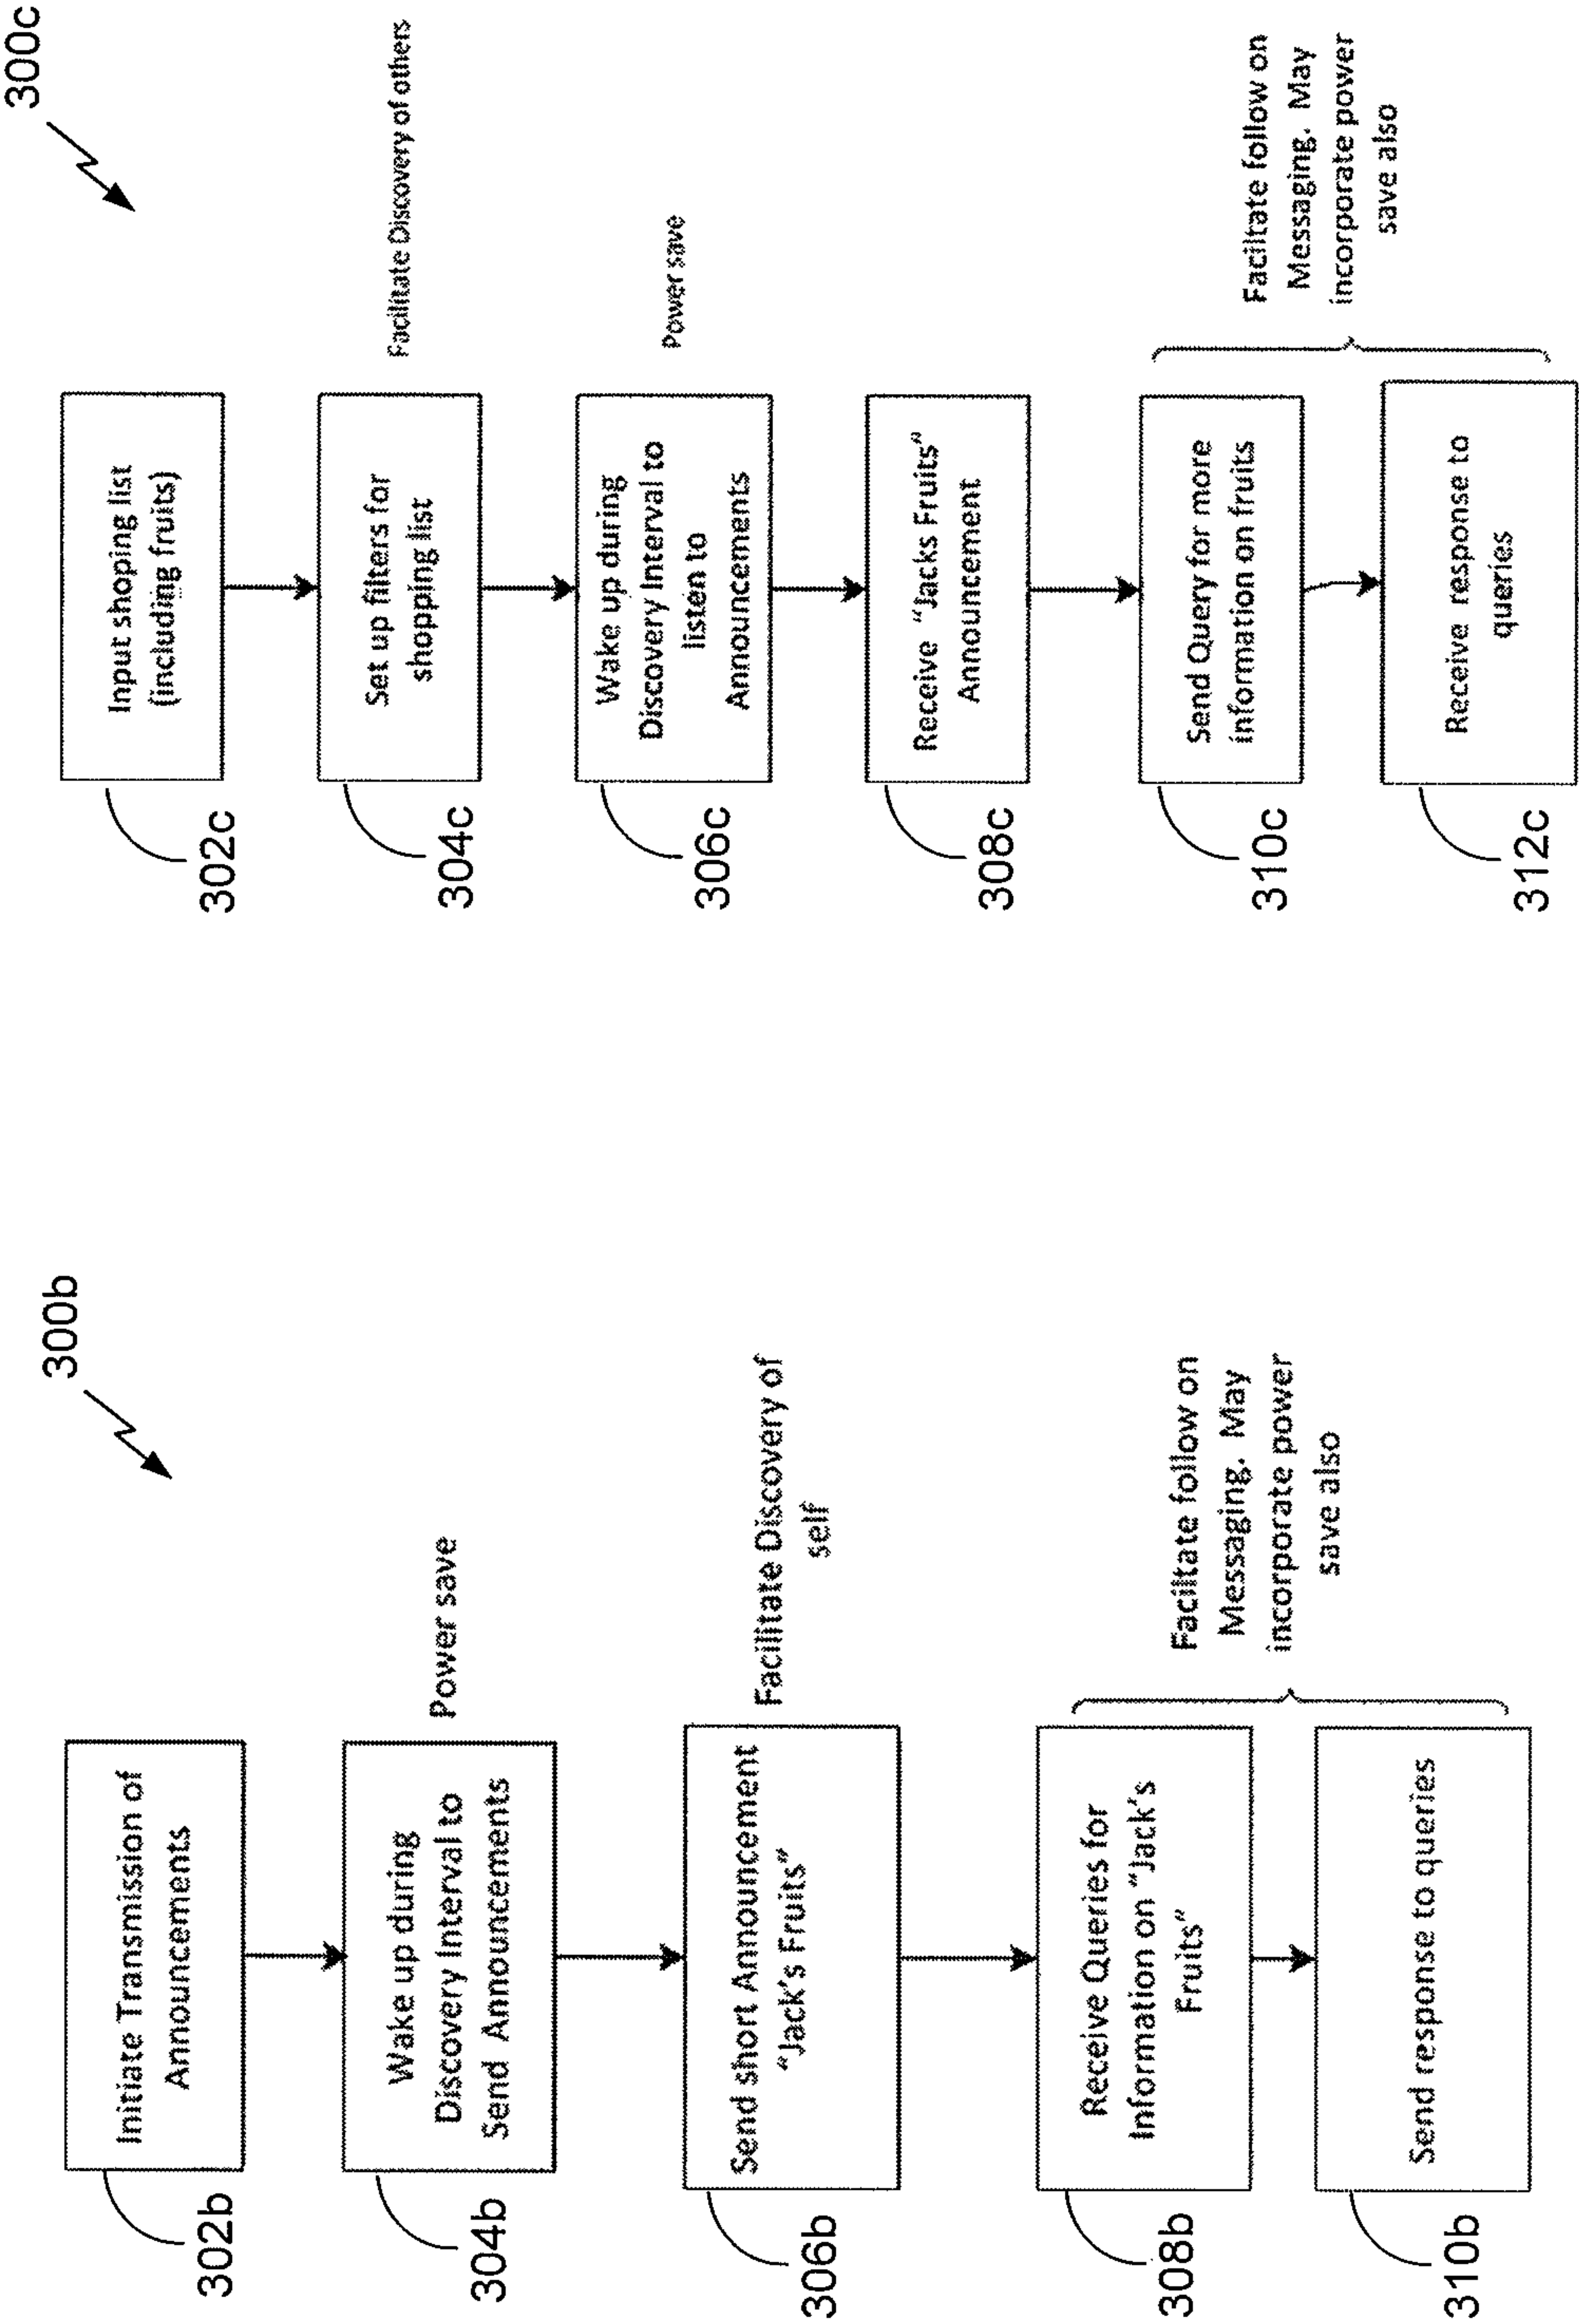 300b
302b
Initiate Transmission of
Announcements
304b
Wake up during
Discovery Interval to
Send Announcements
Power save
306b
Send short Announcement
“Jack’s Fruits”
Facilitate Discovery of
self
308b
Receive Queries for
Information on “Jack’s
Fruits”
310b
Send response to queries
Faciltate follow on
Messaging. May
incorporate power
save also
300c
302c
Input shoping list
(including fruits)
304c
Set up filters for
shopping list
Facilitate Discovery of others
306c
Wake up during
Discovery Interval to
listen to
Announcements
Power save
308c
Receive “Jacks Fruits”
Announcement
310c
Send Query for more
information on fruits
312c
Receive response to
queries
Faciltate follow on
Messaging. May
incorporate power
save also